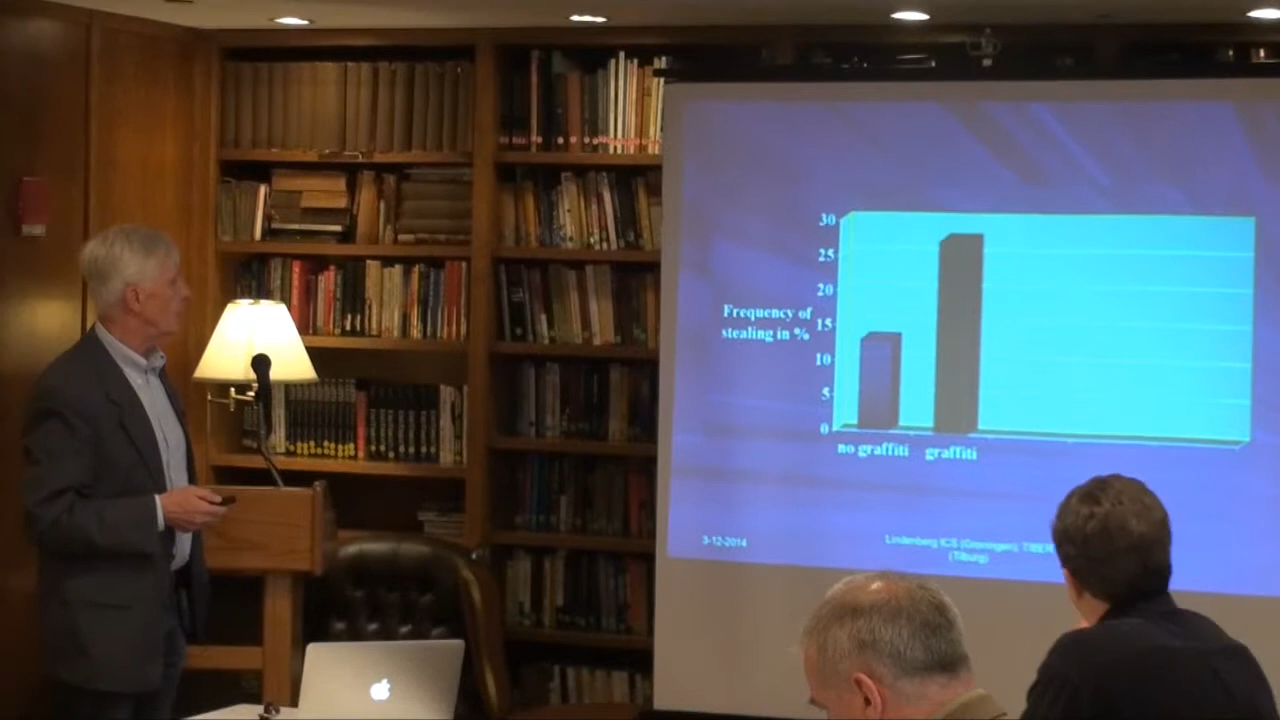 30
25
20
15
10
5
0
Frequency of
stealing in %
no graffiti graffiti
3-12-2014
Lindenberg ICS (Groningen); TIBER
(Tilburg)